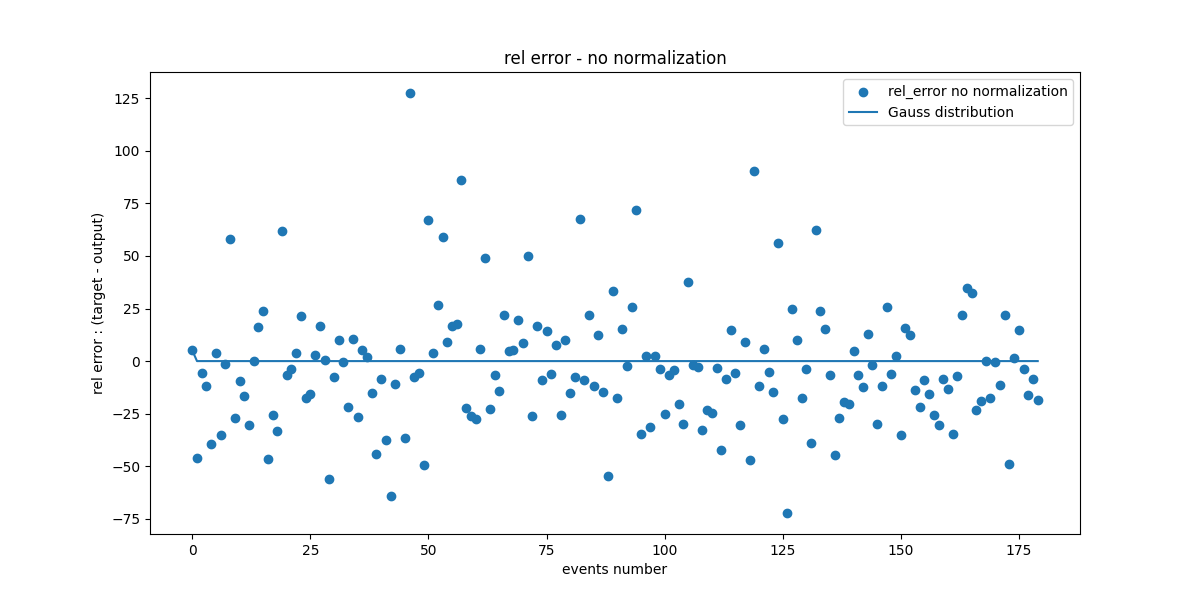 rel error - no normalization
rel_error no normalization
Gauss distribution
rel error : (target - output)
125
100
75
50
25
0
−25
−50
−75
0 25 50 75 100 125 150 175
events number